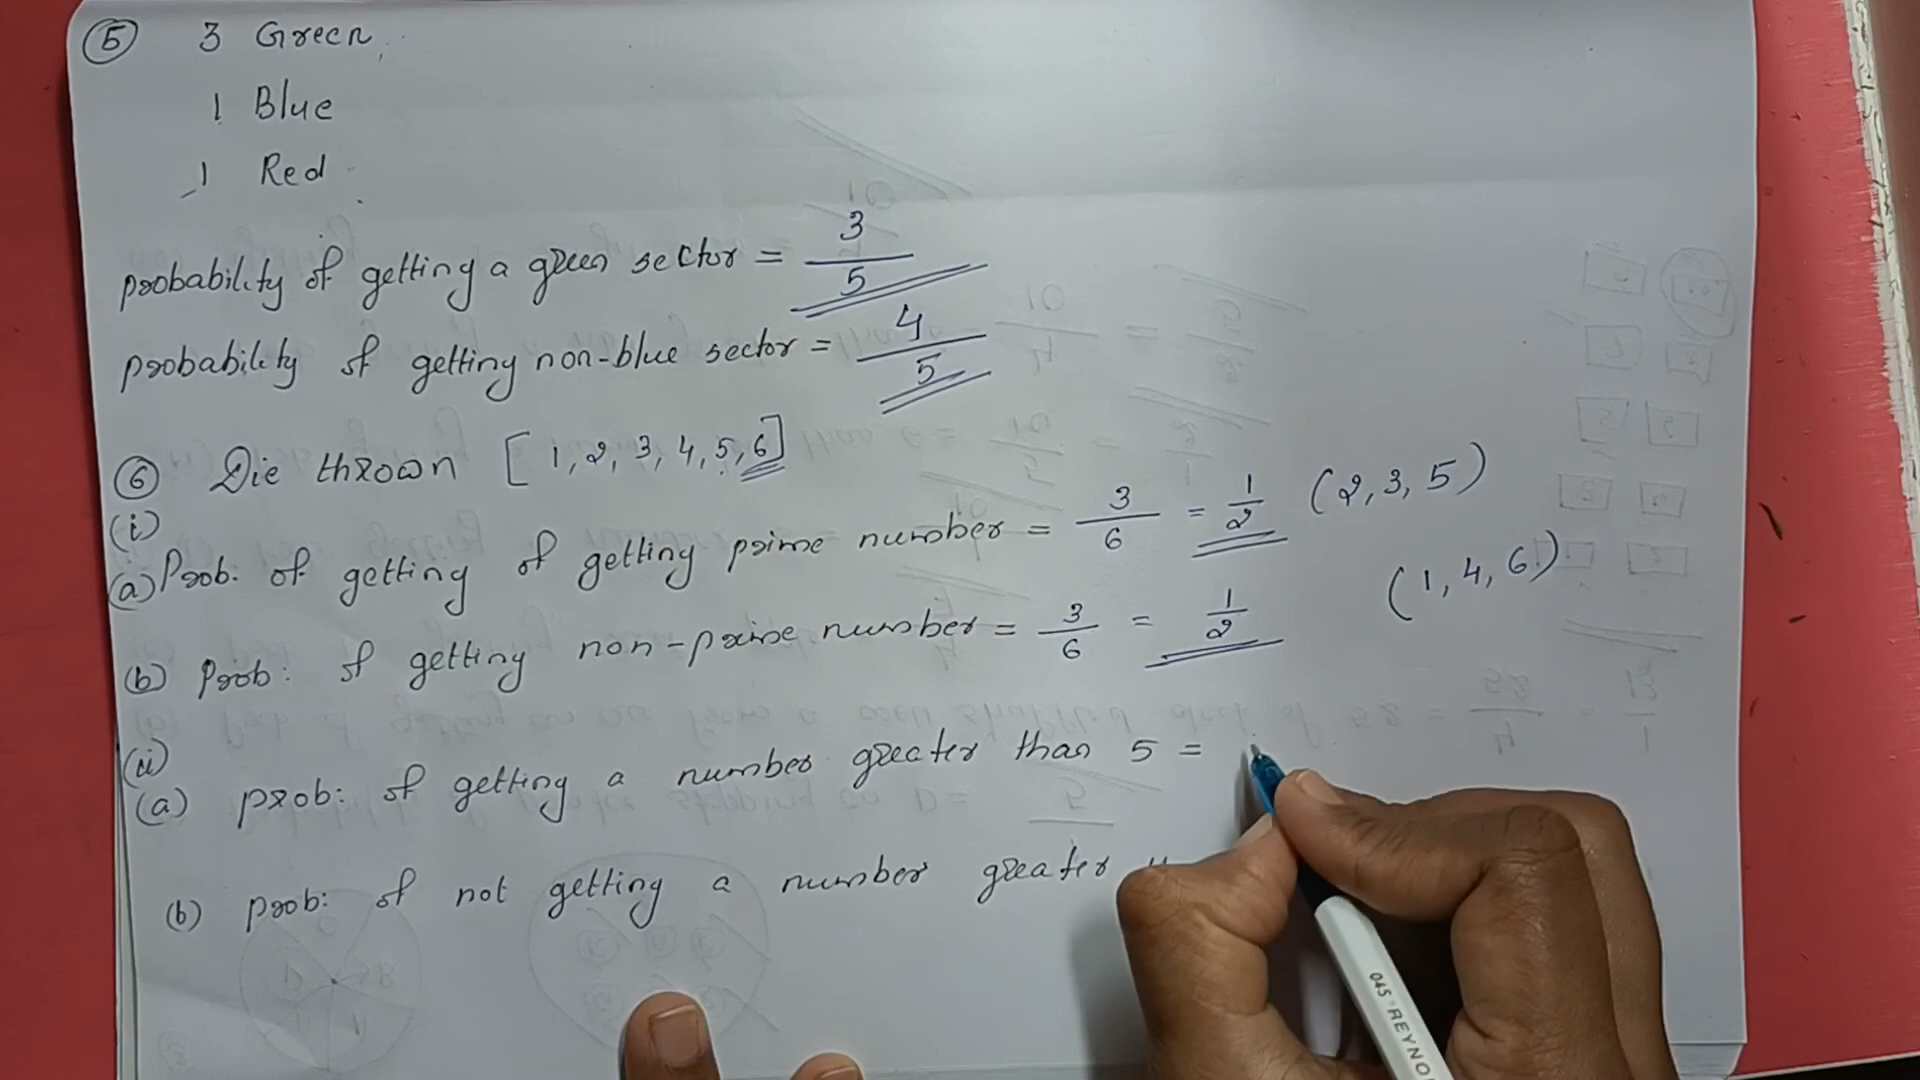 5 3 Green
1 Blue
1 Red
probability of getting a green sector = 3/5
probability of getting non-blue sector = 4/5
6 Die thrown [1, 2, 3, 4, 5, 6]
(i)
(a) Prob. of getting of getting prime number = 3/6 = 1/2 (2, 3, 5)
(b) Prob: of getting non-prime number = 3/6 = 1/2 (1, 4, 6)
(ii)
(a) prob: of getting a number greater than 5 =
(b) prob: of not getting a number greater
045 REYNO